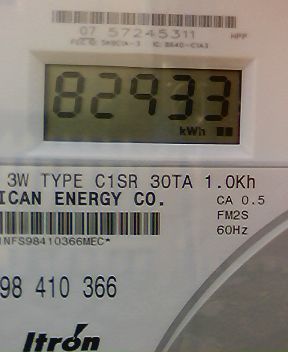 07 57245311
82933
kWh
3W TYPE C1SR 30TA 1.0Kh
ICAN ENERGY CO. CA 0.5
FM2S
60Hz
NFS98410366MEC*
98 410 366
Itron